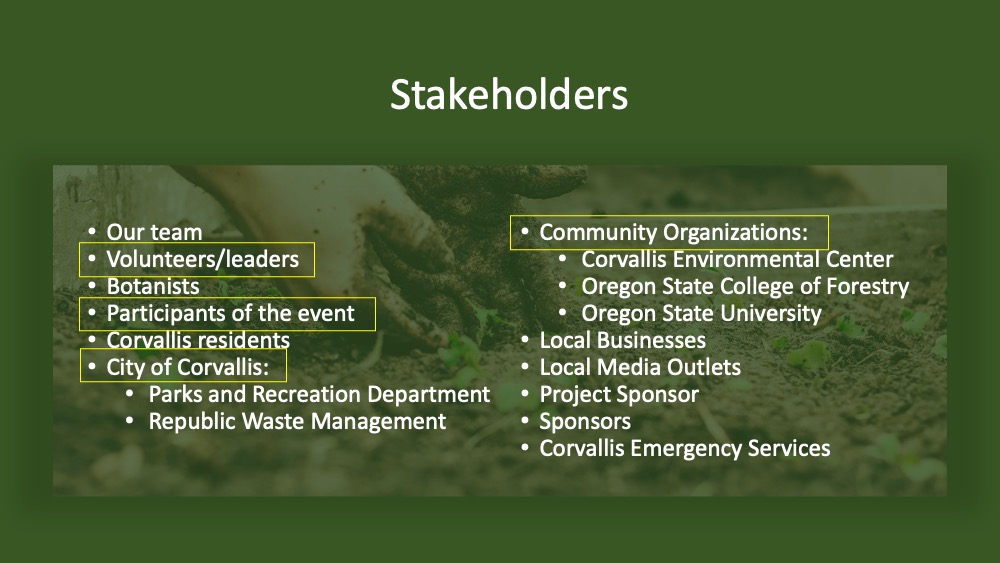 Stakeholders
• Our team
• Volunteers/leaders
• Botanists
• Participants of the event
• Corvallis residents
• City of Corvallis:
• Parks and Recreation Department
• Republic Waste Management
• Community Organizations:
• Corvallis Environmental Center
• Oregon State College of Forestry
• Oregon State University
• Local Businesses
• Local Media Outlets
• Project Sponsor
• Sponsors
• Corvallis Emergency Services